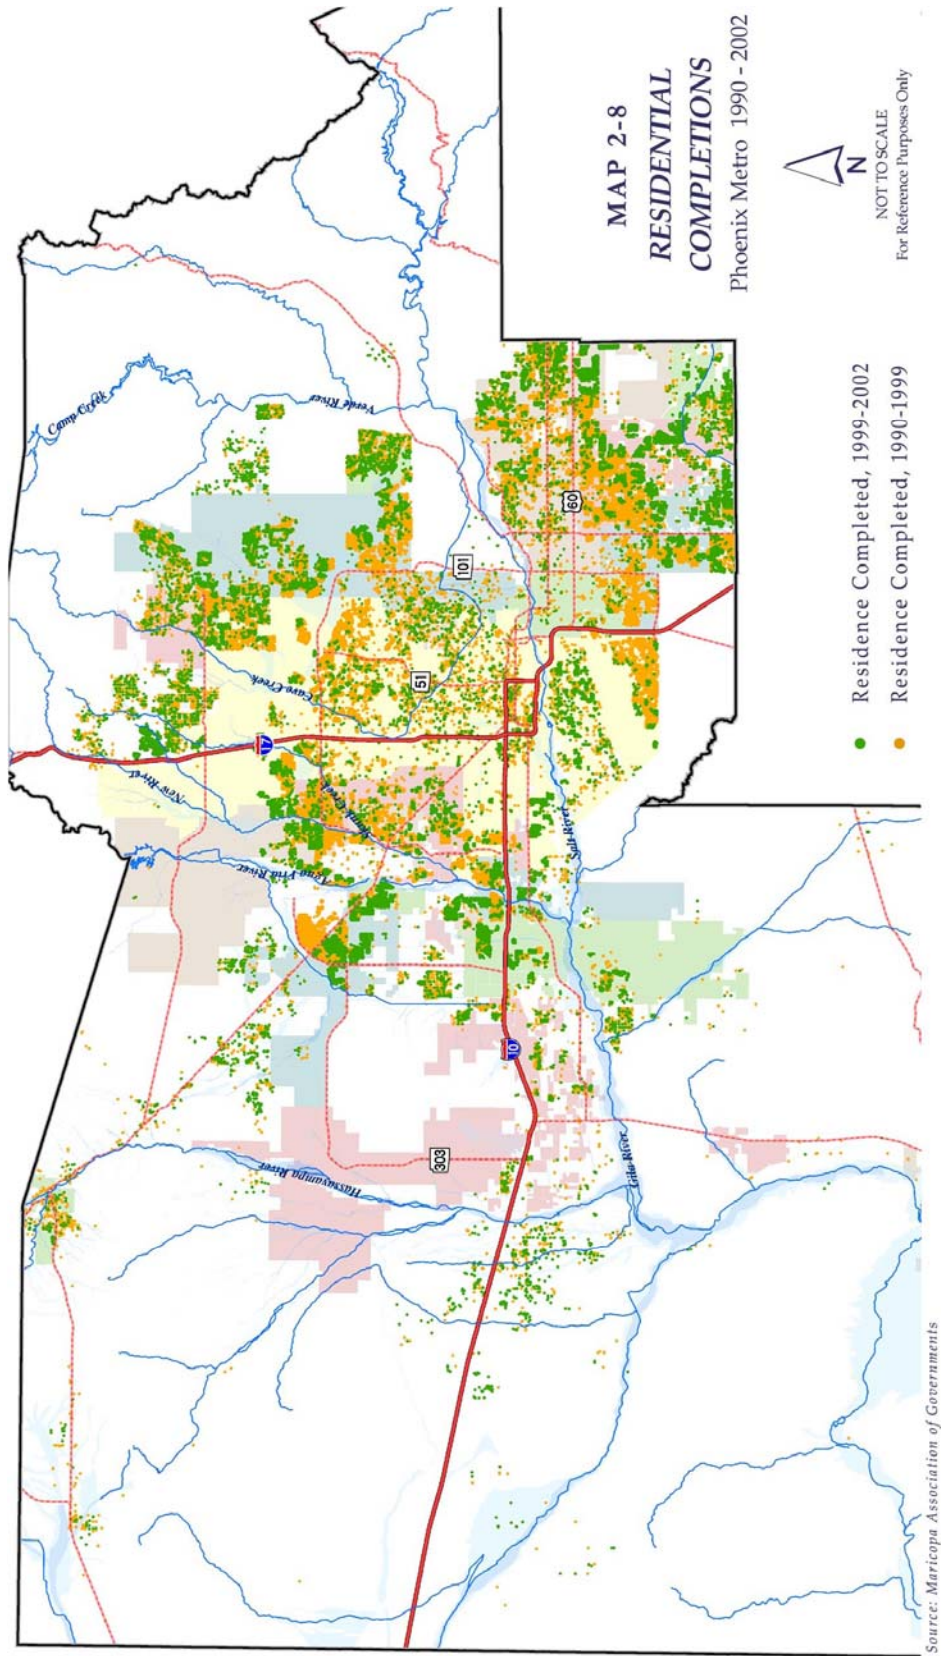 MAP 2-8
RESIDENTIAL
COMPLETIONS
Phoenix Metro 1990 - 2002
N
NOT TO SCALE
For Reference Purposes Only
Residence Completed, 1999-2002
Residence Completed, 1990-1999
Camp Creek
Verde River
101
60
51
Cave Creek
17
New River
Skunk Creek
Salt River
Agua Fria River
10
303
Hassayampa River
Gila River
Source: Maricopa Association of Governments